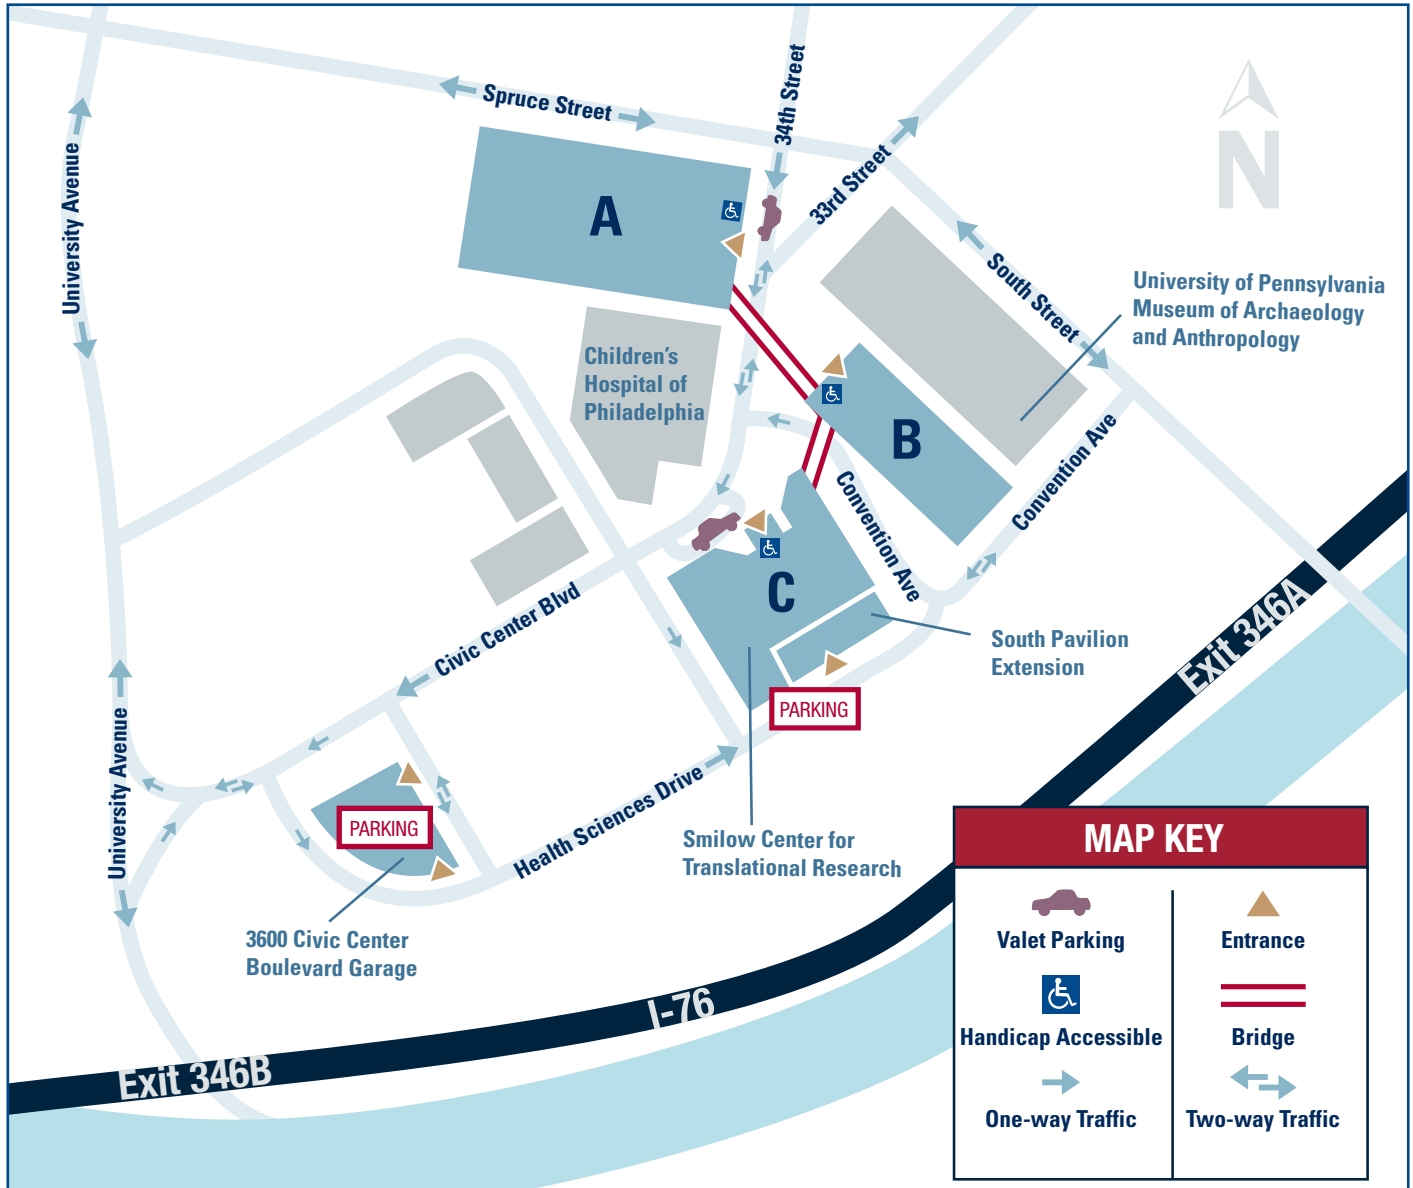 Spruce Street
34th Street
33rd Street
N
University Avenue
A
South Street
University of Pennsylvania
Museum of Archaeology
and Anthropology
Children's
Hospital of
Philadelphia
B
Convention Ave
Convention Ave
C
Civic Center Blvd
South Pavilion
Extension
Exit 346A
PARKING
University Avenue
PARKING
Health Sciences Drive
Smilow Center for
Translational Research
3600 Civic Center
Boulevard Garage
I-76
Exit 346B
MAP KEY
Valet Parking
Entrance
Handicap Accessible
Bridge
One-way Traffic
Two-way Traffic